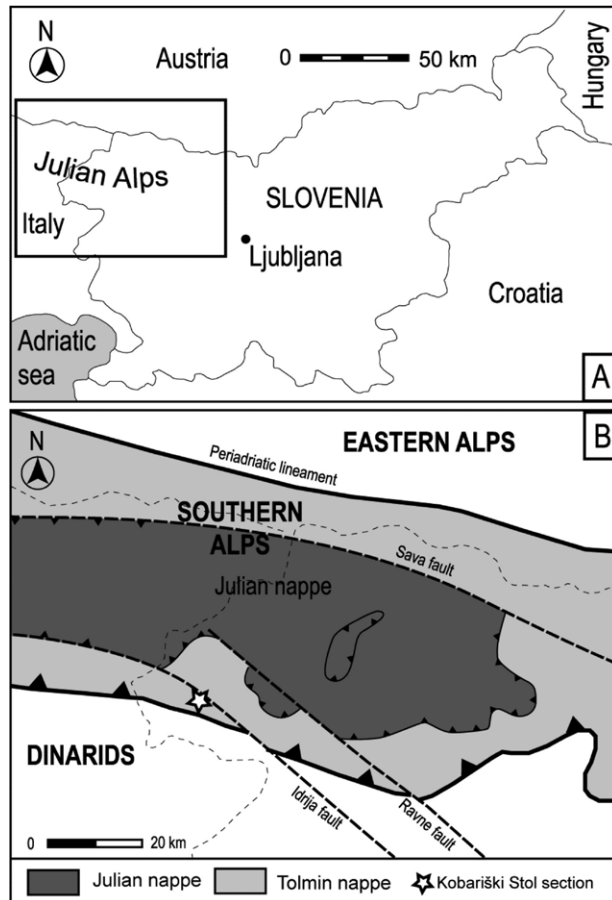 N
Austria
0
50 km
Hungary
Julian Alps
SLOVENIA
Italy
Ljubljana
Croatia
Adriatic
sea
A
B
N
EASTERN ALPS
Periadriatic lineament
SOUTHERN
ALPS
Sava fault
Julian nappe
DINARIDS
Idrija fault
Ravne fault
0
20 km
Julian nappe
Tolmin nappe
Kobariški Stol section